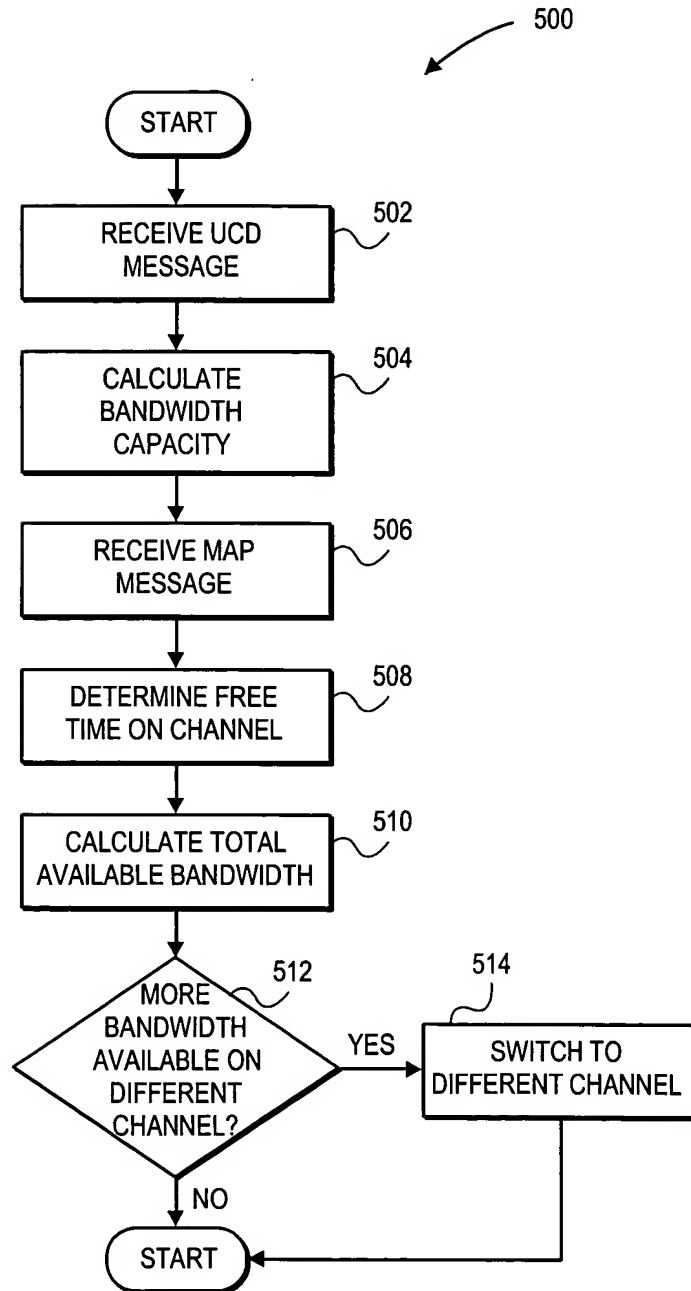 500
START
502
RECEIVE UCD
MESSAGE
504
CALCULATE
BANDWIDTH
CAPACITY
506
RECEIVE MAP
MESSAGE
508
DETERMINE FREE
TIME ON CHANNEL
510
CALCULATE TOTAL
AVAILABLE BANDWIDTH
512
MORE
BANDWIDTH
AVAILABLE ON
DIFFERENT
CHANNEL?
YES
514
SWITCH TO
DIFFERENT CHANNEL
NO
START